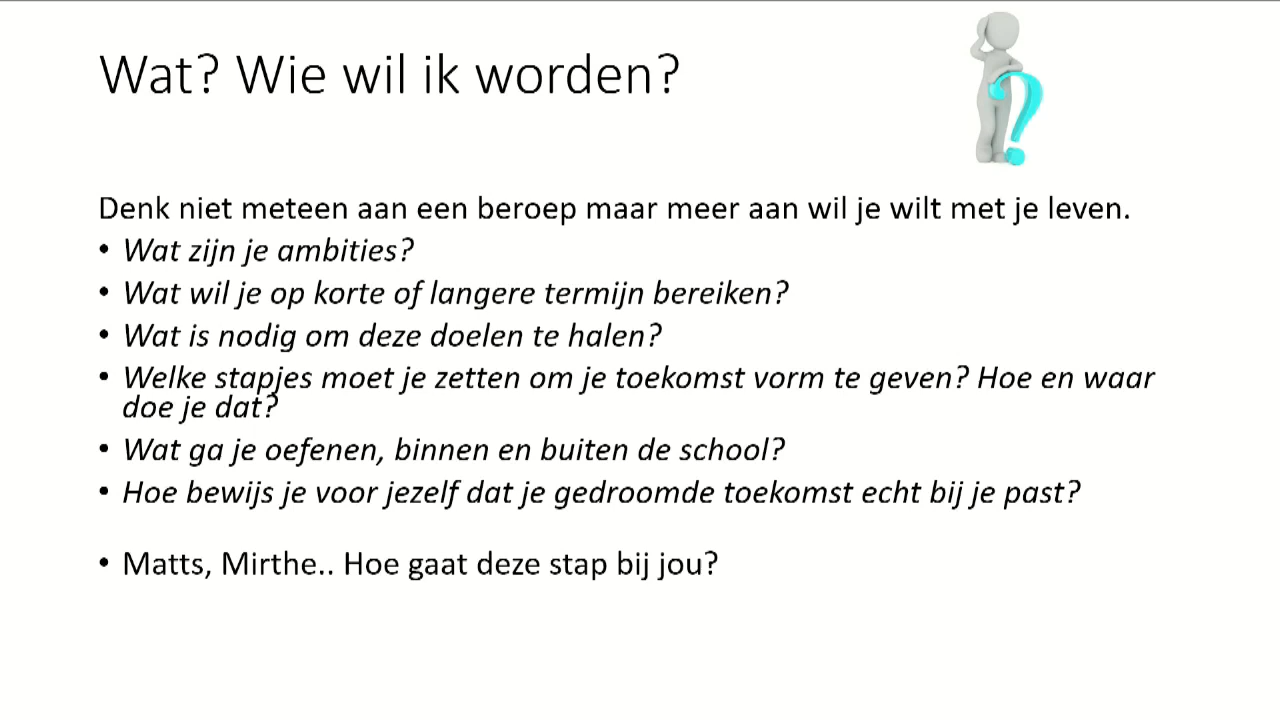 Wat? Wie wil ik worden?
Denk niet meteen aan een beroep maar meer aan wil je wilt met je leven.
• Wat zijn je ambities?
• Wat wil je op korte of langere termijn bereiken?
• Wat is nodig om deze doelen te halen?
• Welke stapjes moet je zetten om je toekomst vorm te geven? Hoe en waar
doe je dat?
• Wat ga je oefenen, binnen en buiten de school?
• Hoe bewijs je voor jezelf dat je gedroomde toekomst echt bij je past?
• Matts, Mirthe.. Hoe gaat deze stap bij jou?